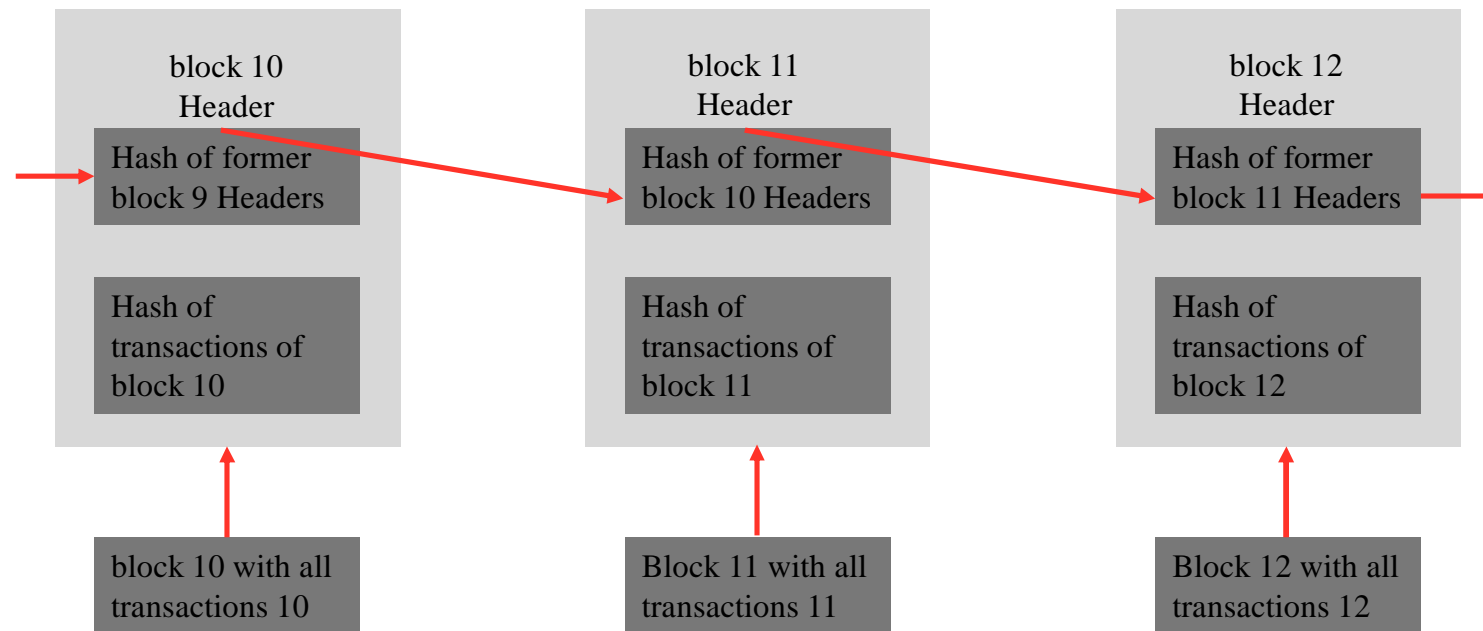 block 10
Header
Hash of former
block 9 Headers
Hash of
transactions of
block 10
block 10 with all
transactions 10
block 11
Header
Hash of former
block 10 Headers
Hash of
transactions of
block 11
Block 11 with all
transactions 11
block 12
Header
Hash of former
block 11 Headers
Hash of
transactions of
block 12
Block 12 with all
transactions 12